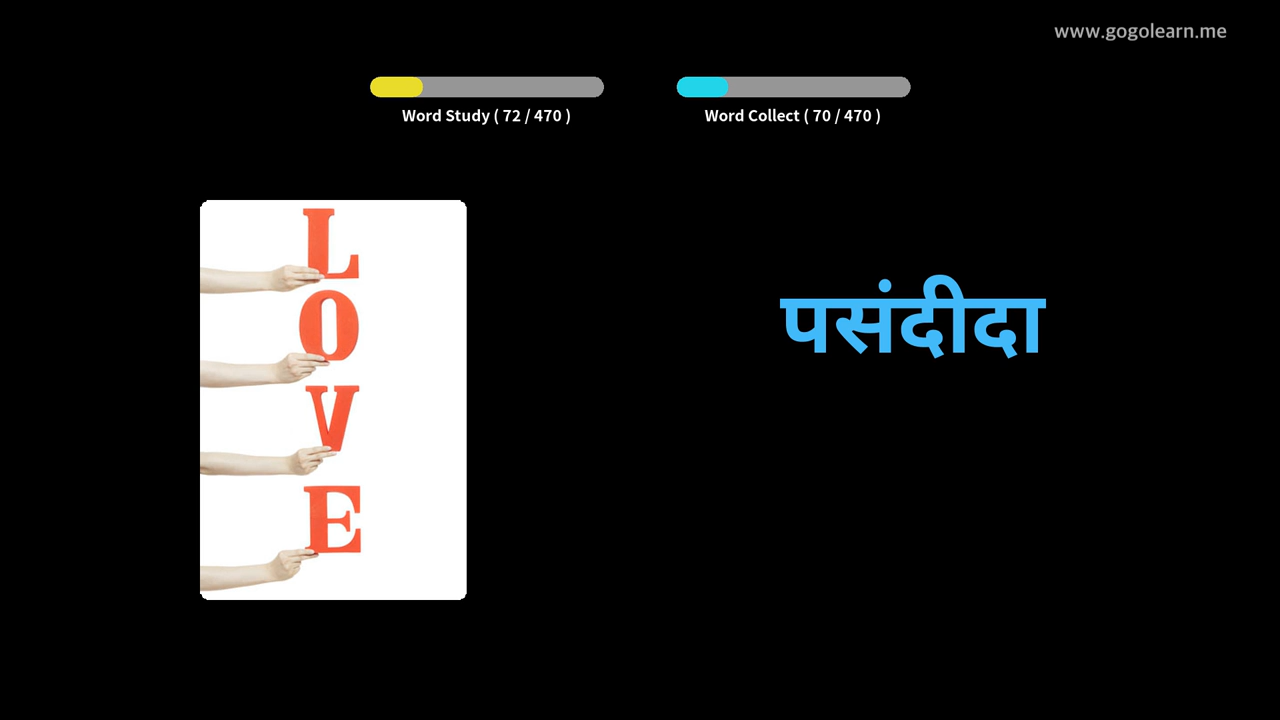 www.gogolearn.me
Word Study ( 72 / 470 )
Word Collect ( 70 / 470 )
L
O
V
E
पसंदीदा